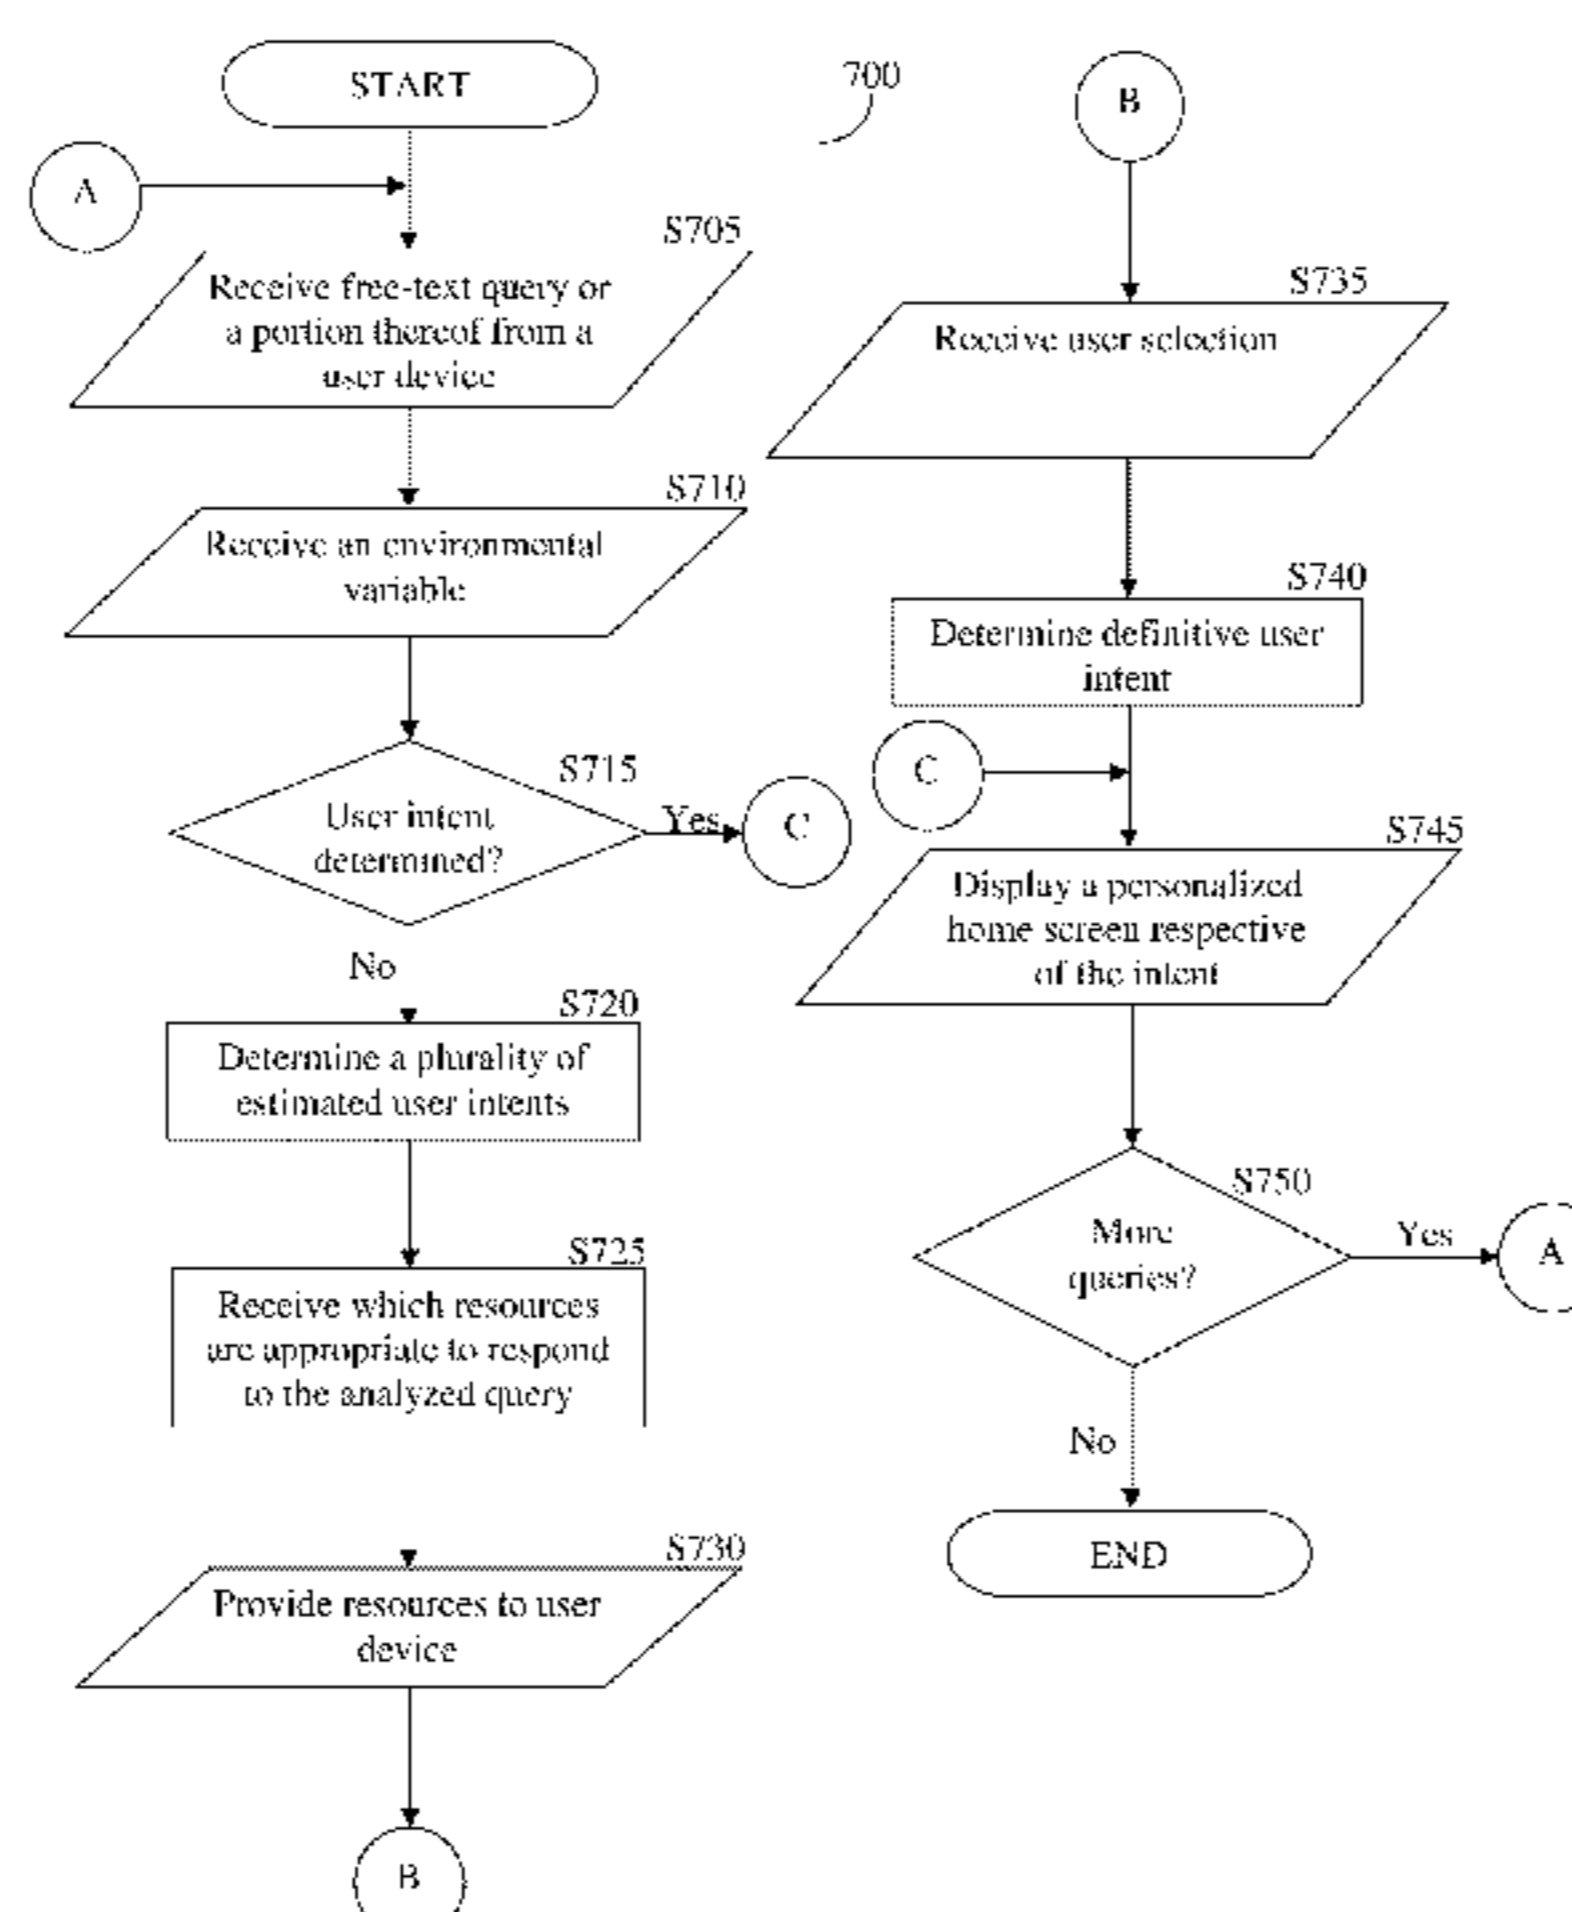 START
A
S705
Receive free-text query or
a portion thereof from a
user device
S710
Receive an environmental
variable
S715
User intent
determined?
Yes
C
No
S720
Determine a plurality of
estimated user intents
S725
Receive which resources
are appropriate to respond
to the analyzed query
S730
Provide resources to user
device
B
700
B
S735
Receive user selection
S740
Determine definitive user
intent
C
S745
Display a personalized
home screen respective
of the intent
S750
More
queries?
Yes
A
No
END